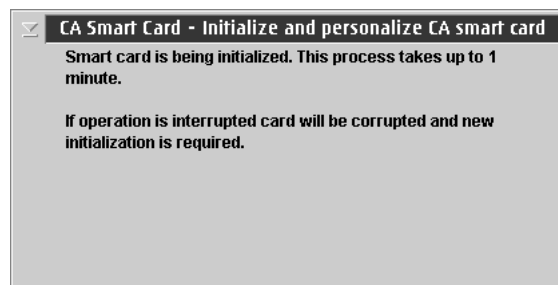 CA Smart Card - Initialize and personalize CA smart card
Smart card is being initialized. This process takes up to 1
minute.
If operation is interrupted card will be corrupted and new
initialization is required.